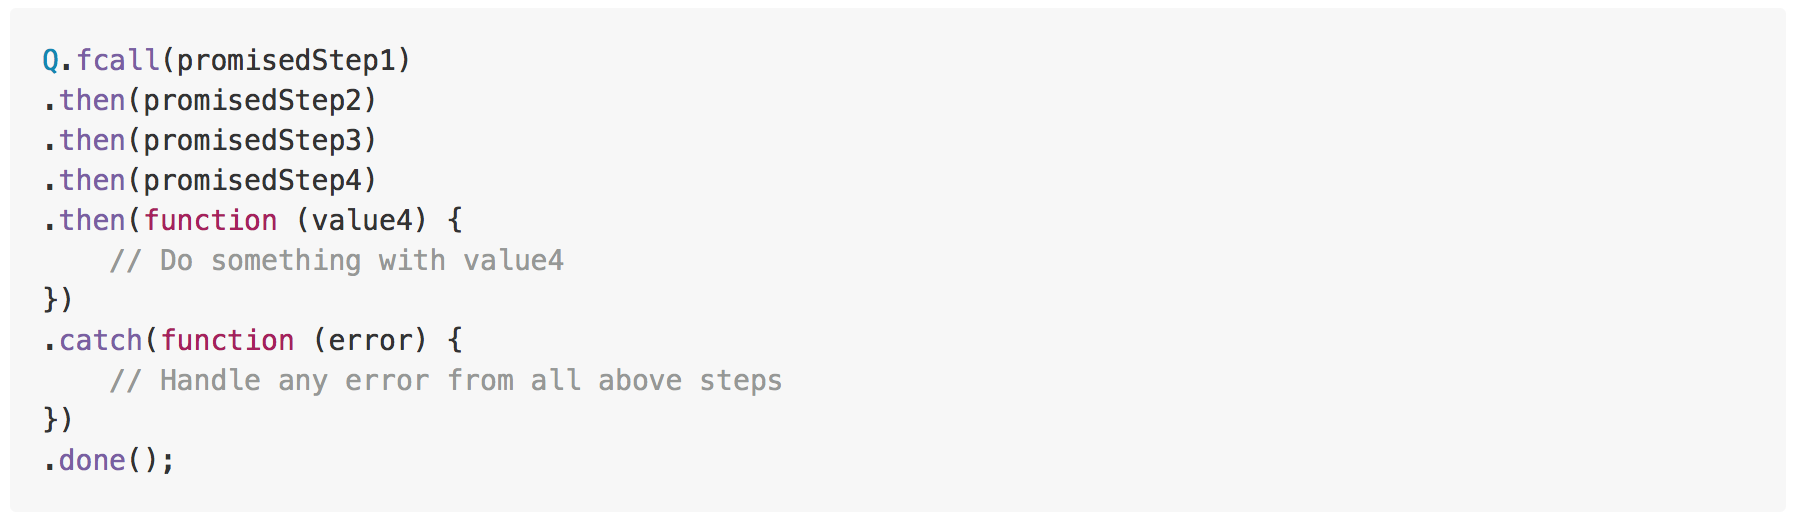 Q.fcall(promisedStep1)
.then(promisedStep2)
.then(promisedStep3)
.then(promisedStep4)
.then(function (value4) {
    // Do something with value4
})
.catch(function (error) {
    // Handle any error from all above steps
})
.done();